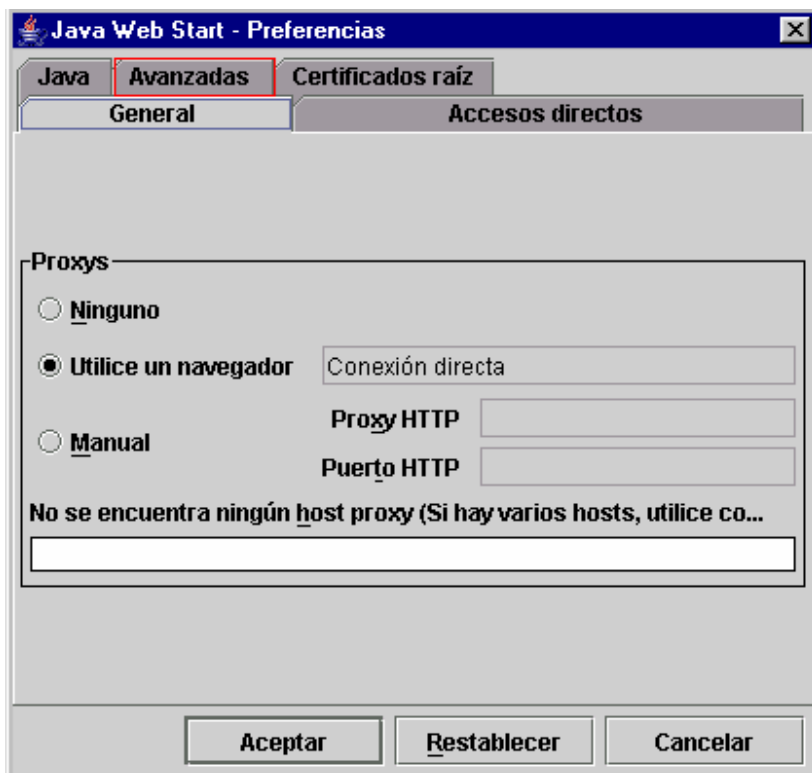 Java Web Start - Preferencias
Java Avanzadas Certificados raíz
General Accesos directos
Proxys
Ninguno
Utilice un navegador Conexión directa
Proxy HTTP
Manual
Puerto HTTP
No se encuentra ningún host proxy (Si hay varios hosts, utilice co...
Aceptar Restablecer Cancelar